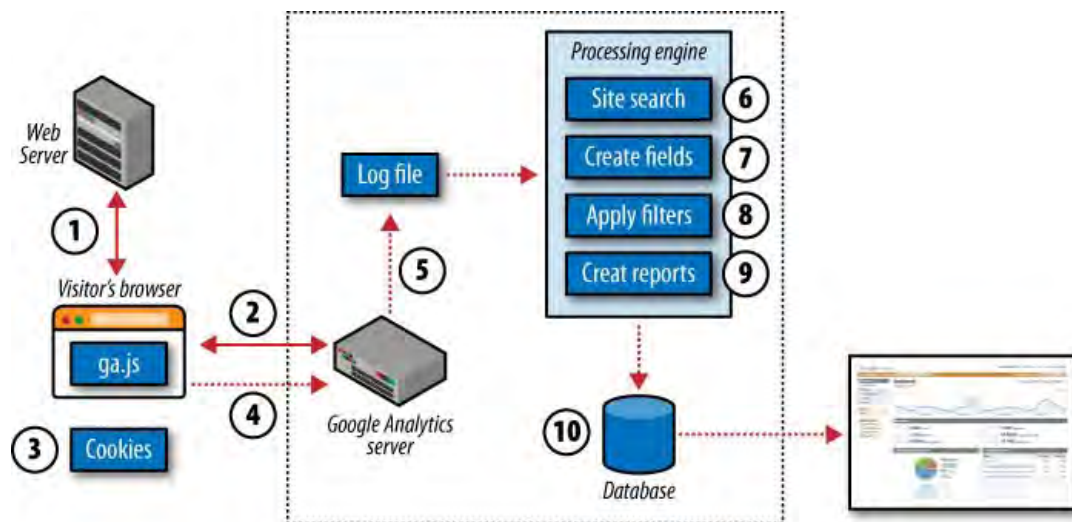 Web
Server
1
Visitor's browser
ga.js
3
Cookies
2
4
Google Analytics
server
5
Log file
Processing engine
Site search
6
Create fields
7
Apply filters
8
Creat reports
9
10
Database